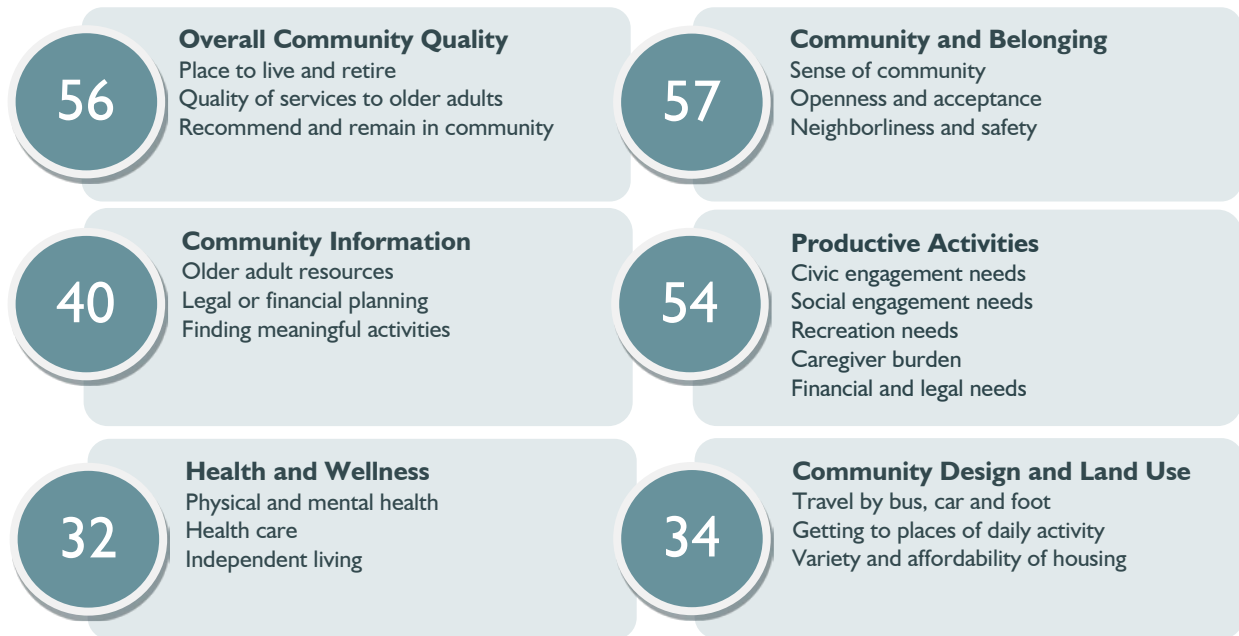 56
Overall Community Quality
Place to live and retire
Quality of services to older adults
Recommend and remain in community
57
Community and Belonging
Sense of community
Openness and acceptance
Neighborliness and safety
40
Community Information
Older adult resources
Legal or financial planning
Finding meaningful activities
54
Productive Activities
Civic engagement needs
Social engagement needs
Recreation needs
Caregiver burden
Financial and legal needs
32
Health and Wellness
Physical and mental health
Health care
Independent living
34
Community Design and Land Use
Travel by bus, car and foot
Getting to places of daily activity
Variety and affordability of housing